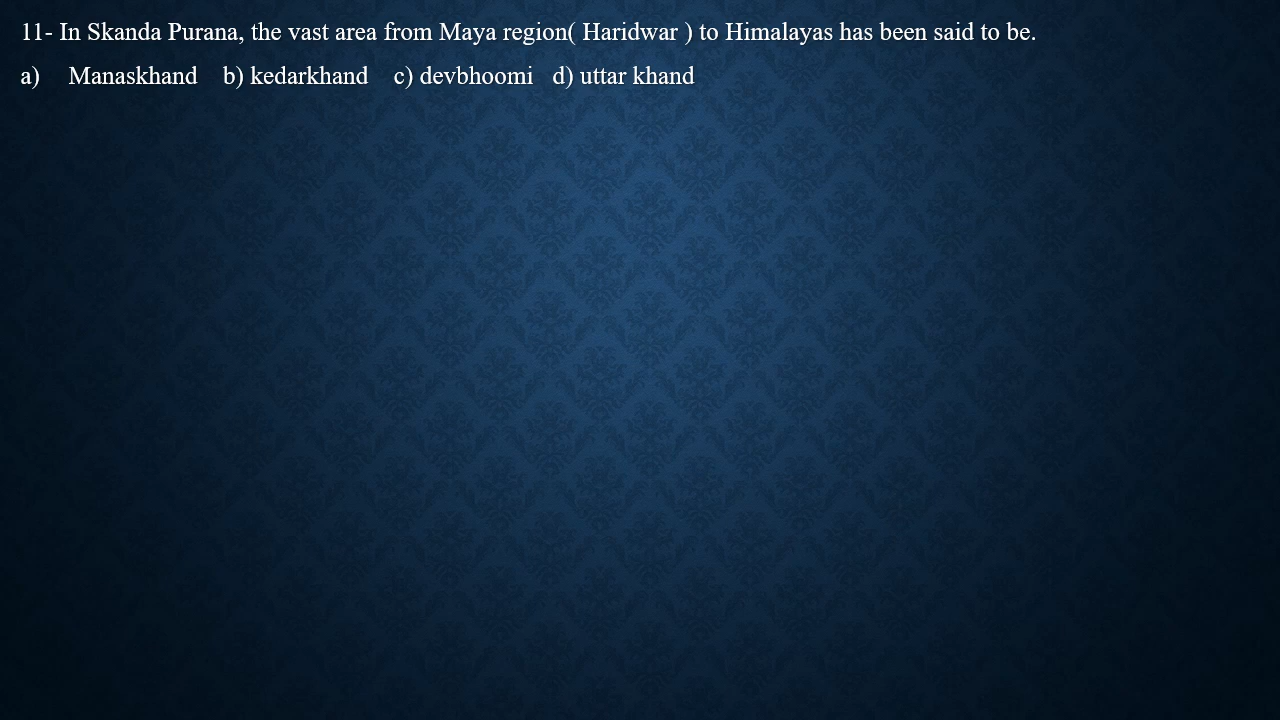 11- In Skanda Purana, the vast area from Maya region( Haridwar ) to Himalayas has been said to be.
a) Manaskhand b) kedarkhand c) devbhoomi d) uttar khand